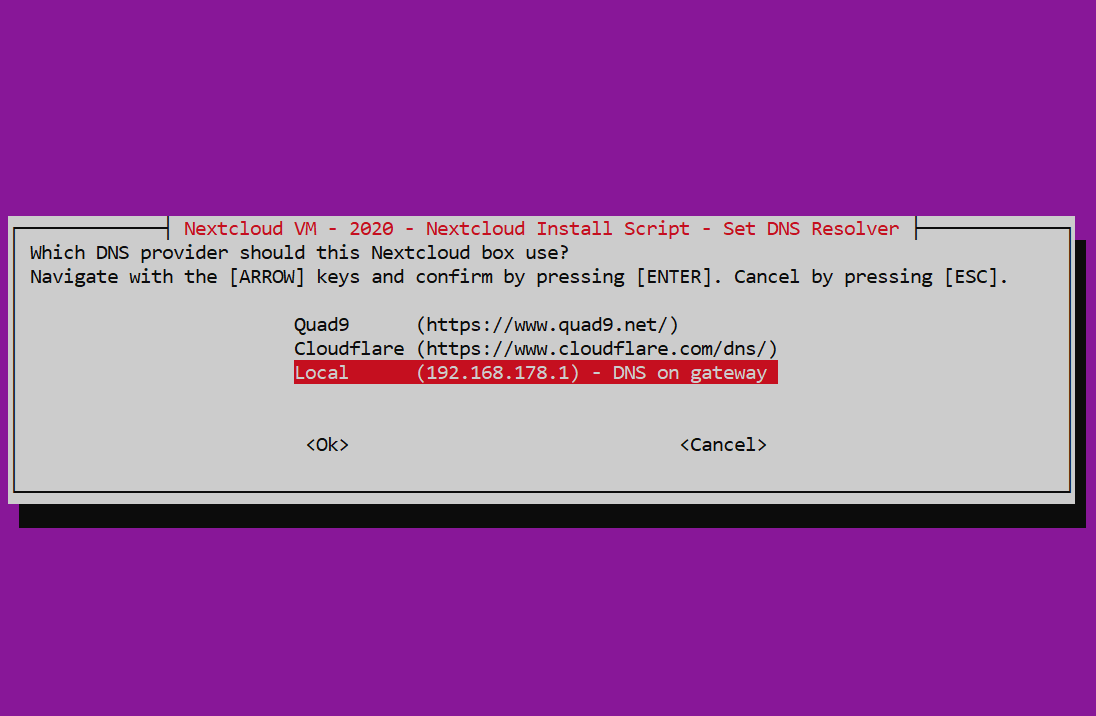 Nextcloud VM - 2020 - Nextcloud Install Script - Set DNS Resolver
Which DNS provider should this Nextcloud box use?
Navigate with the [ARROW] keys and confirm by pressing [ENTER]. Cancel by pressing [ESC].
Quad9 (https://www.quad9.net/)
Cloudflare (https://www.cloudflare.com/dns/)
Local (192.168.178.1) - DNS on gateway
<Ok> <Cancel>